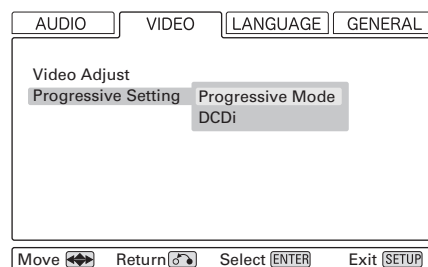 AUDIO VIDEO LANGUAGE GENERAL
Video Adjust
Progressive Setting Progressive Mode
DCDi
Move Return Select ENTER Exit SETUP